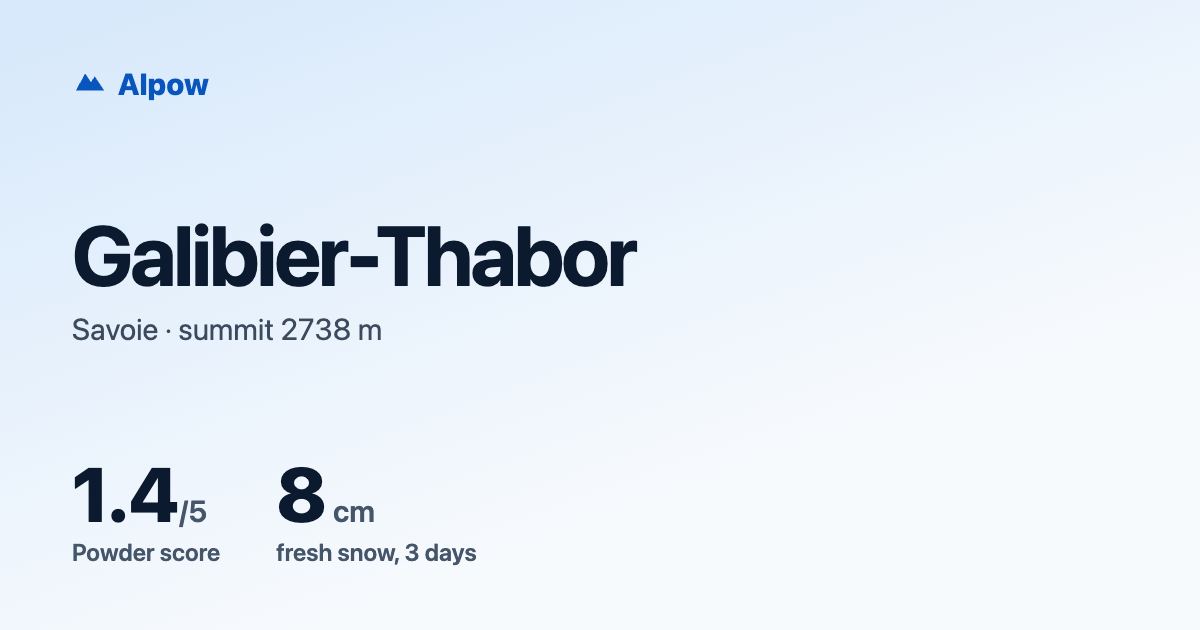 Alpow
Galibier-Thabor
Savoie · summit 2738 m
1.4/5
Powder score
8 cm
fresh snow, 3 days